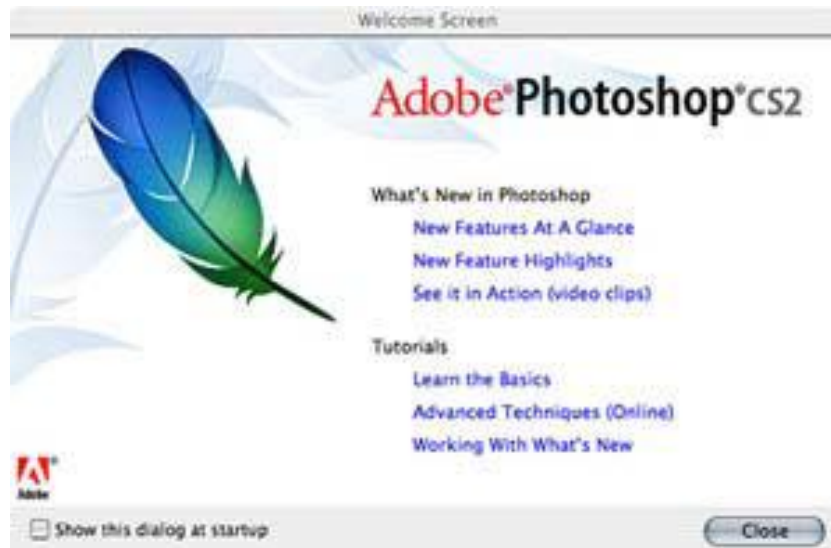 Welcome Screen
Adobe® Photoshop® CS2
What's New in Photoshop
New Features At A Glance
New Feature Highlights
See it in Action (video clips)
Tutorials
Learn the Basics
Advanced Techniques (Online)
Working With What's New
Adobe
Show this dialog at startup
Close